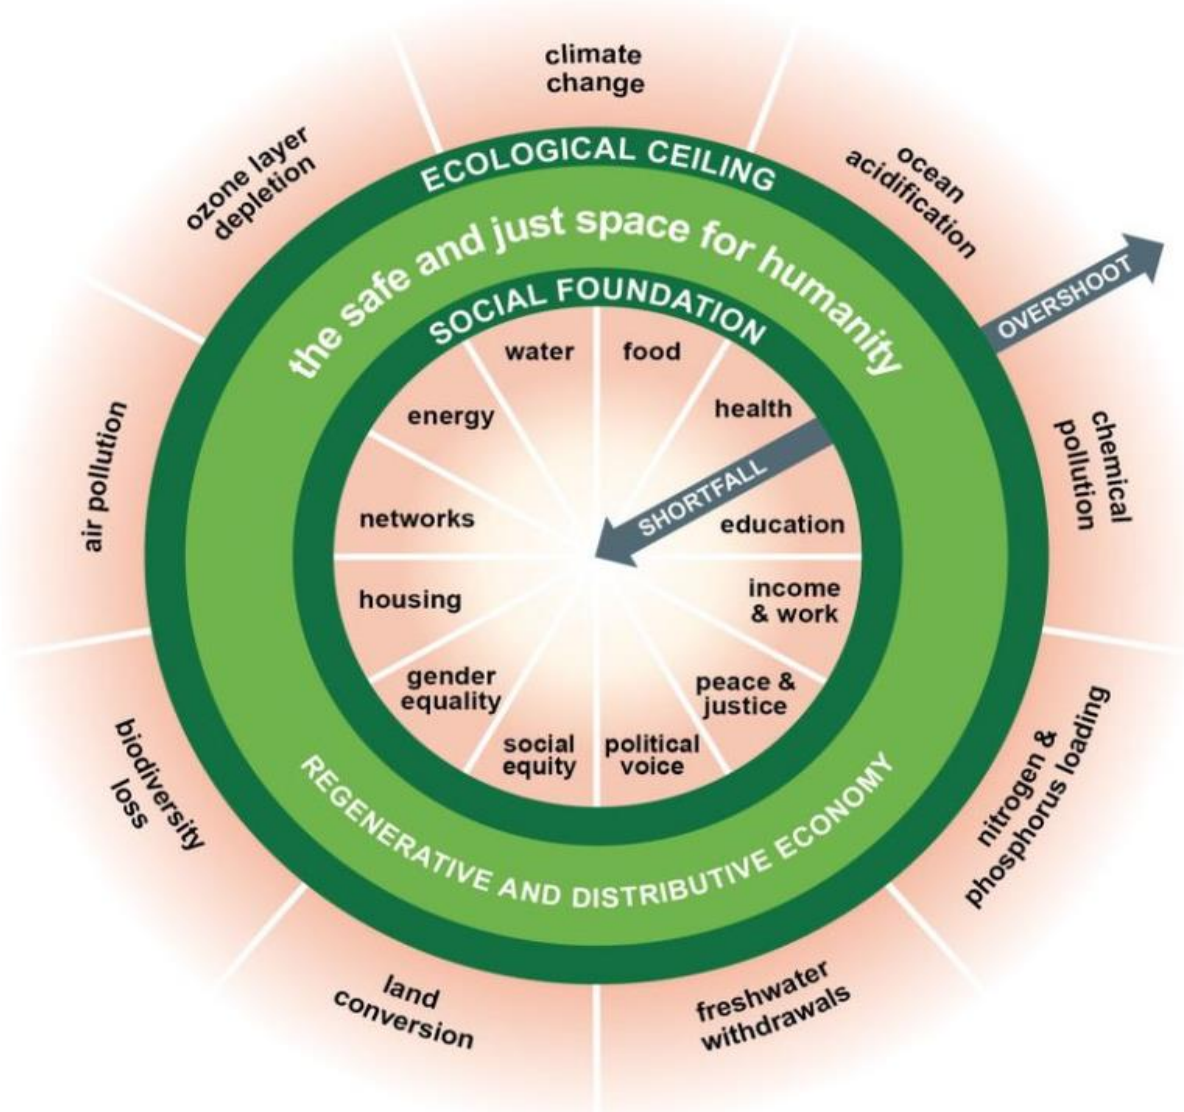 climate
change
ocean
acidification
OVERSHOOT
chemical
pollution
nitrogen &
phosphorus loading
freshwater
withdrawals
land
conversion
biodiversity
loss
air pollution
ozone layer
depletion
ECOLOGICAL CEILING
the safe and just space for humanity
SOCIAL FOUNDATION
water
food
health
SHORTFALL
education
income
& work
peace &
justice
political
voice
social
equity
gender
equality
housing
networks
energy
REGENERATIVE AND DISTRIBUTIVE ECONOMY